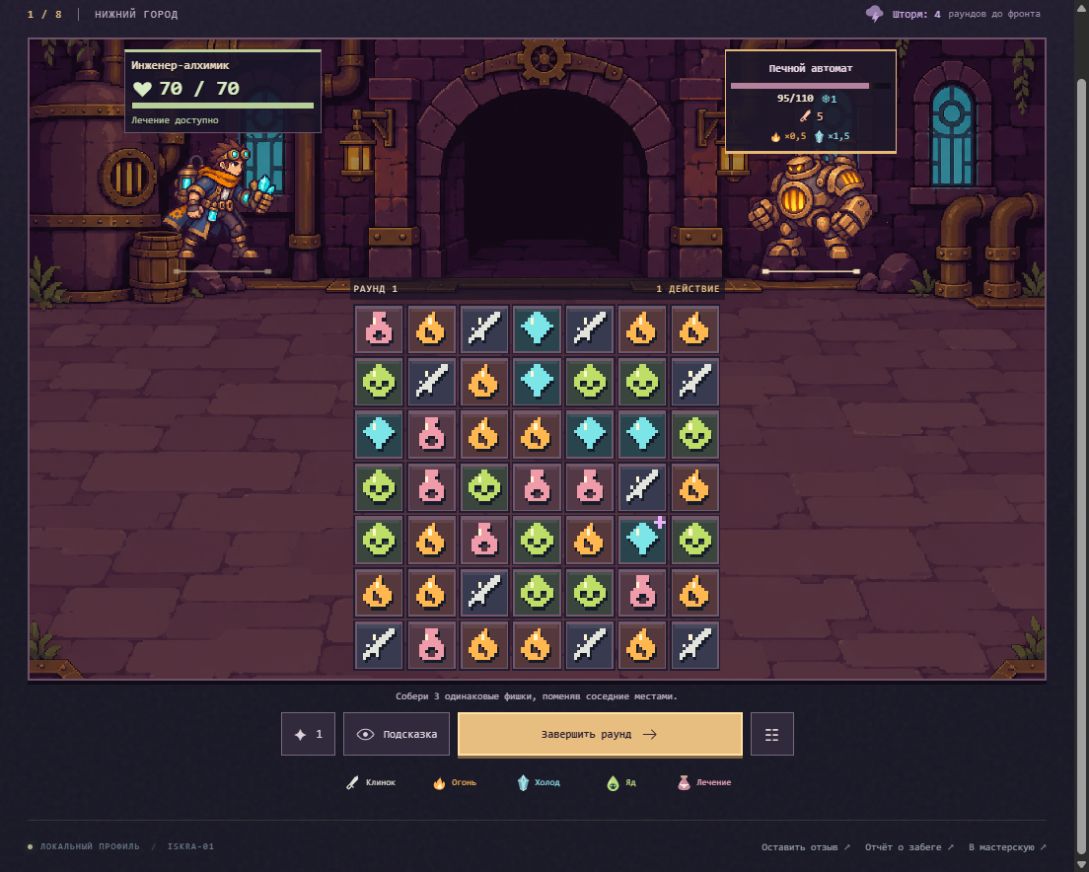 1 / 8 | НИЖНИЙ ГОРОД
Шторм: 4 раундов до фронта
Инженер-алхимик
70 / 70
Лечение доступно
Печной автомат
95/110 ❄1
5
×0,5 ×1,5
РАУНД 1
1 ДЕЙСТВИЕ
Собери 3 одинаковые фишки, поменяв соседние местами.
1
Подсказка
Завершить раунд →
Клинок
Огонь
Холод
Яд
Лечение
ЛОКАЛЬНЫЙ ПРОФИЛЬ / ISKRA-01
Оставить отзыв ↗
Отчёт о забеге ↗
В мастерскую ↗